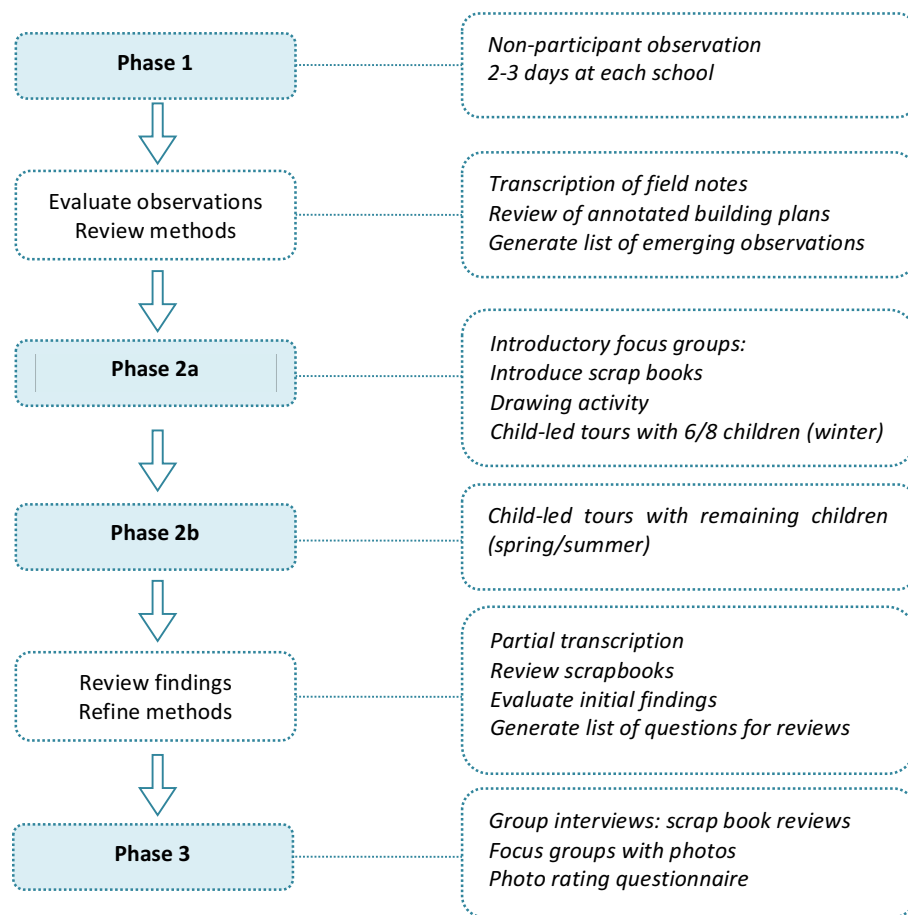 Phase 1
Non-participant observation
2-3 days at each school
Evaluate observations
Review methods
Transcription of field notes
Review of annotated building plans
Generate list of emerging observations
Phase 2a
Introductory focus groups:
Introduce scrap books
Drawing activity
Child-led tours with 6/8 children (winter)
Phase 2b
Child-led tours with remaining children
(spring/summer)
Review findings
Refine methods
Partial transcription
Review scrapbooks
Evaluate initial findings
Generate list of questions for reviews
Phase 3
Group interviews: scrap book reviews
Focus groups with photos
Photo rating questionnaire